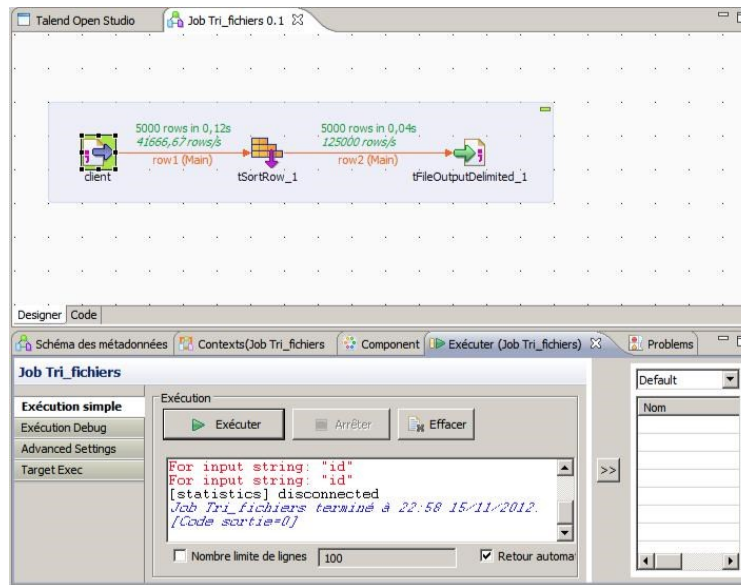 Talend Open Studio
Job Tri_fichiers 0.1
5000 rows in 0,12s
41666,67 rows/s
row1 (Main)
5000 rows in 0,04s
125000 rows/s
row2 (Main)
client
tSortRow_1
tFileOutputDelimited_1
Designer Code
Schéma des métadonnées
Contexts(Job Tri_fichiers
Component
Exécuter (Job Tri_fichiers)
Problems
Job Tri_fichiers
Default
Exécution simple
Exécution Debug
Advanced Settings
Target Exec
Exécution
Exécuter
Arrêter
Effacer
Nom
For input string: "id"
For input string: "id"
[statistics] disconnected
Job Tri_fichiers terminé à 22:58 15/11/2012.
[Code sortie=0]
>>
Nombre limite de lignes 100
Retour automa